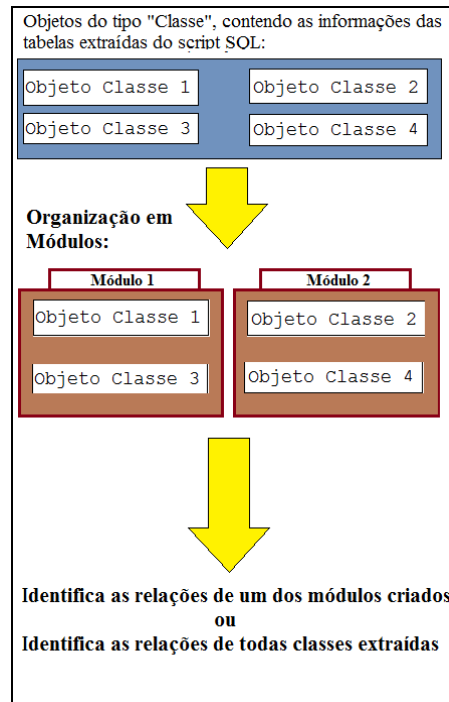 Objetos do tipo "Classe", contendo as informações das
tabelas extraídas do script SQL:
Objeto Classe 1
Objeto Classe 2
Objeto Classe 3
Objeto Classe 4
Organização em
Módulos:
Módulo 1
Módulo 2
Objeto Classe 1
Objeto Classe 2
Objeto Classe 3
Objeto Classe 4
Identifica as relações de um dos módulos criados
ou
Identifica as relações de todas classes extraídas